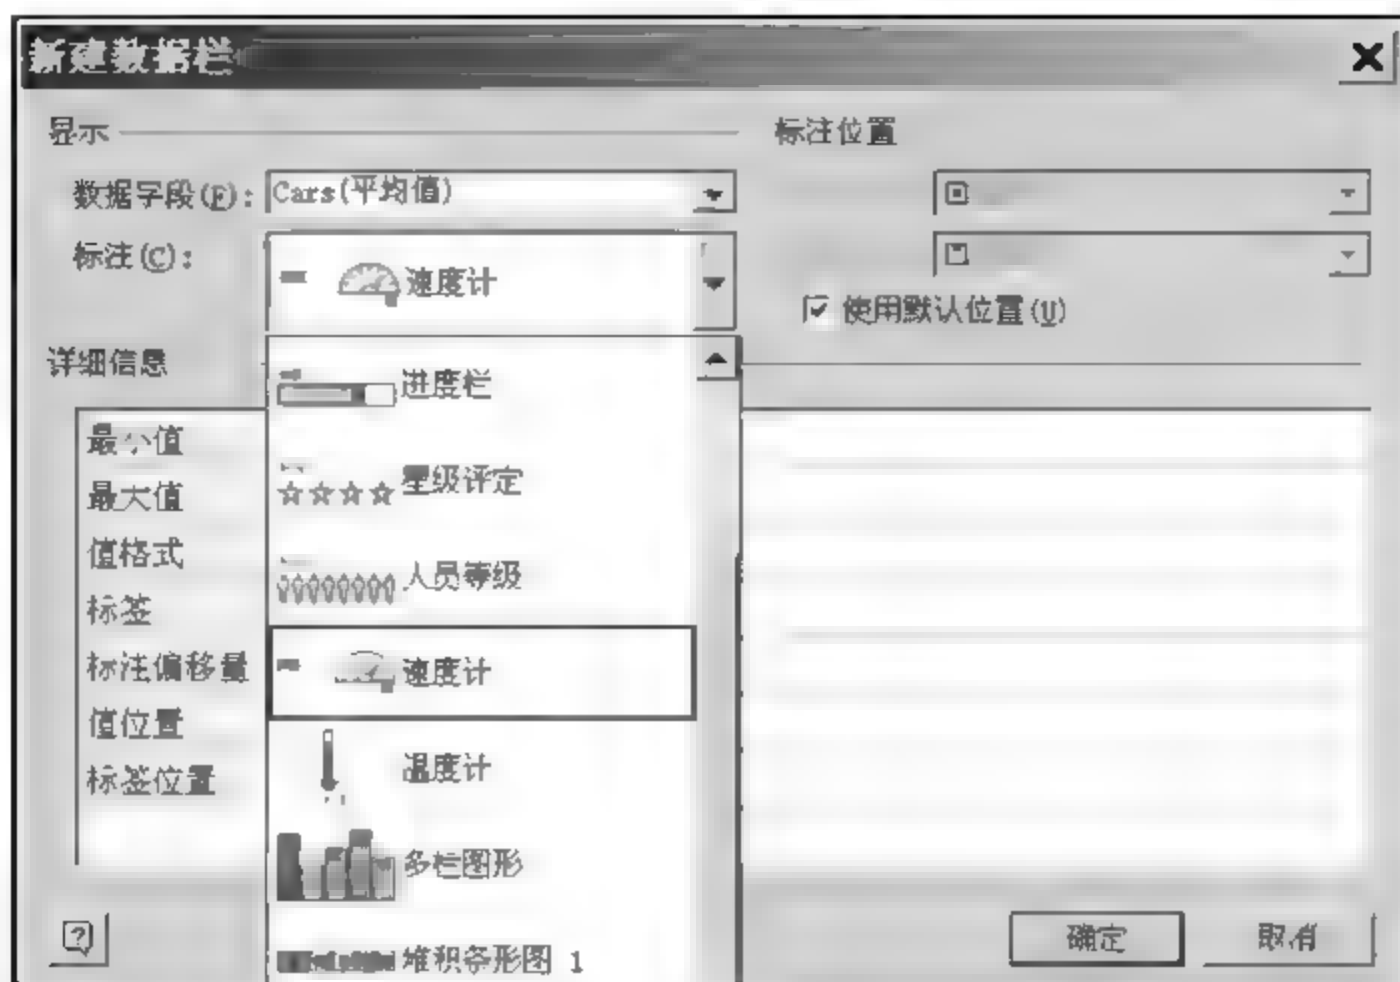 新建数据栏
显示
标注位置
数据字段(F):
Cars(平均值)
标注(C):
速度计
使用默认位置(U)
详细信息
进度栏
最小值
星级评定
最大值
值格式
人员等级
标签
标注偏移量
速度计
值位置
温度计
标签位置
多栏图形
确定
取消
堆积条形图 1